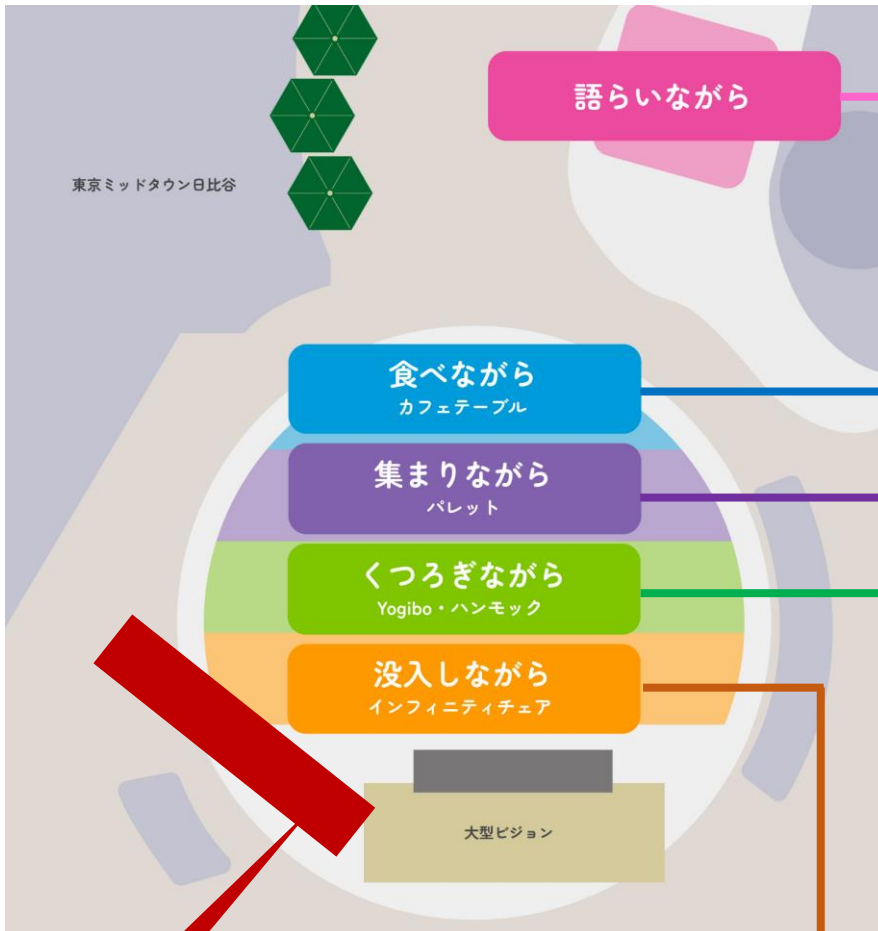 語らいながら
東京ミッドタウン日比谷
食べながら
カフェテーブル
集まりながら
パレット
くつろぎながら
Yogibo・ハンモック
没入しながら
インフィニティチェア
大型ビジョン